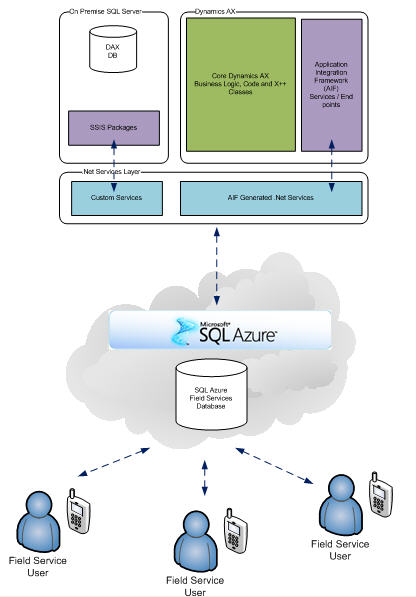 On Premise SQL Server
Dynamics AX
DAX
DB
Core Dynamics AX
Business Logic, Code and X++
Classes
Application
Integration
Framework
(AIF)
Services / End
points
SSIS Packages
.Net Services Layer
Custom Services
AIF Generated .Net Services
Microsoft®
SQL Azure™
SQL Azure
Field Services
Database
Field Service
User
Field Service
User
Field Service
User